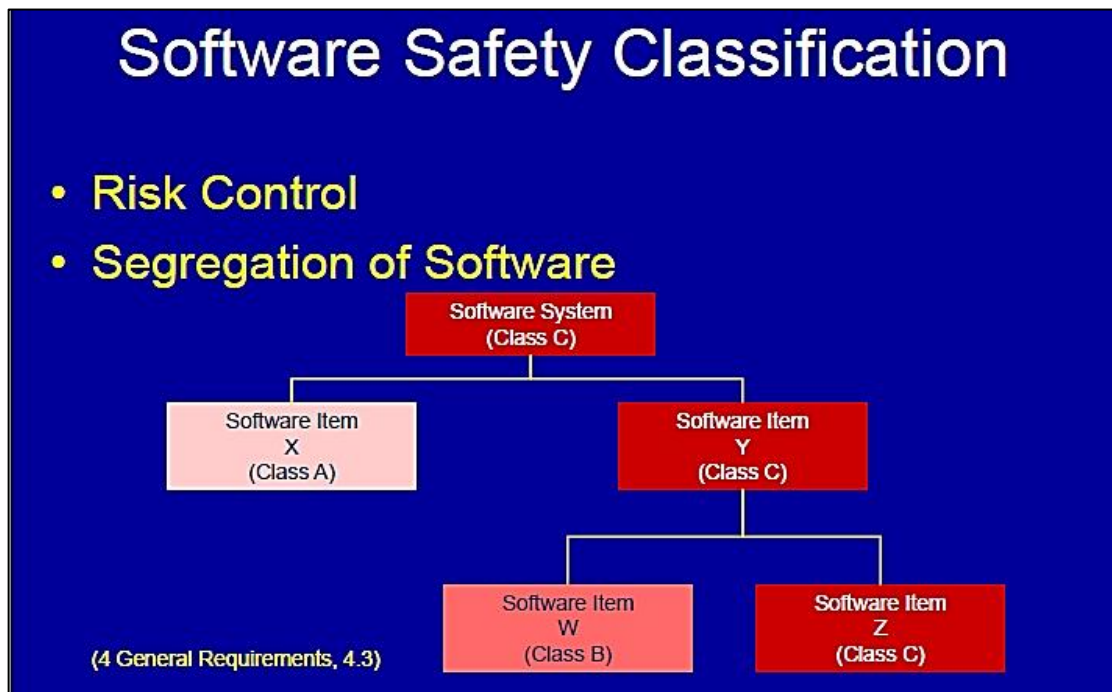 Software Safety Classification
• Risk Control
• Segregation of Software
Software System
(Class C)
Software Item
X
(Class A)
Software Item
Y
(Class C)
Software Item
W
(Class B)
Software Item
Z
(Class C)
(4 General Requirements, 4.3)